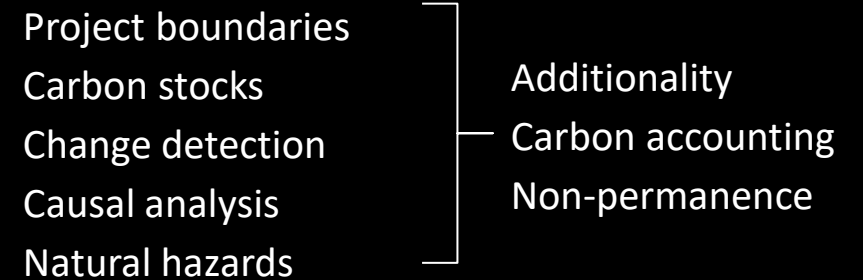 Project boundaries
Carbon stocks
Change detection
Causal analysis
Natural hazards
Additionality
Carbon accounting
Non-permanence